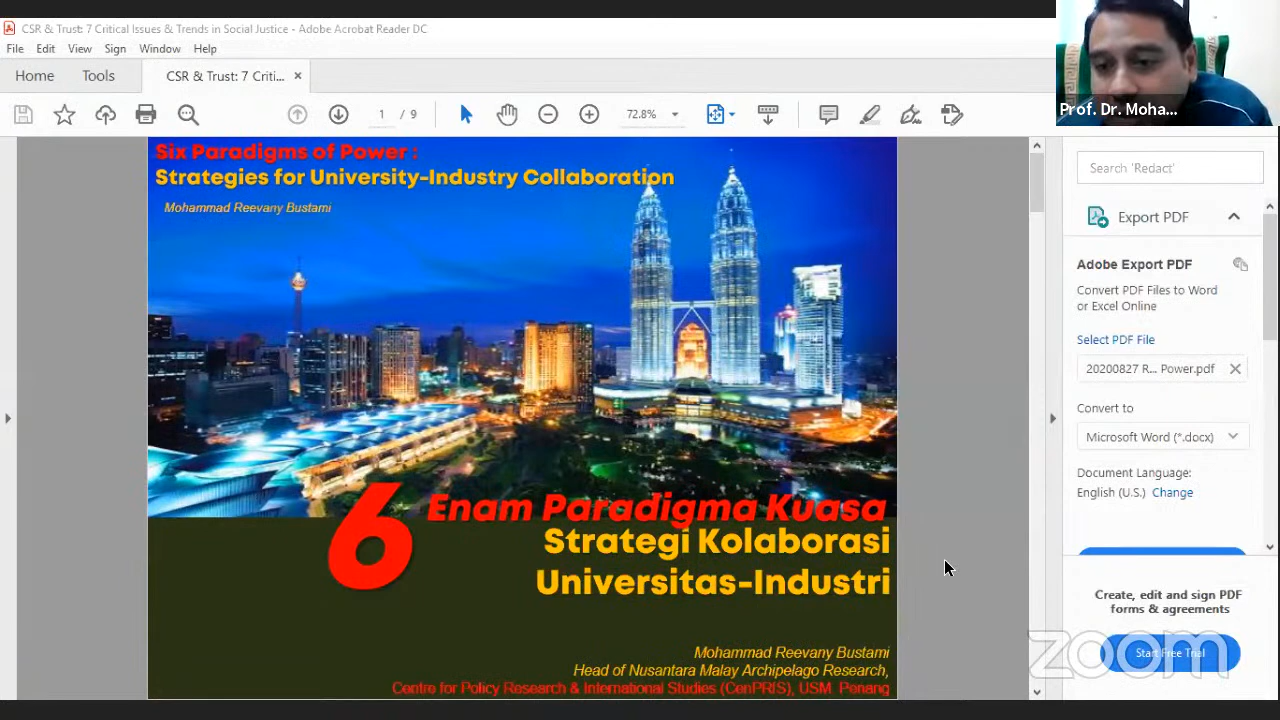 CSR & Trust: 7 Critical Issues & Trends in Social Justice - Adobe Acrobat Reader DC
File Edit View Sign Window Help
Home Tools CSR & Trust: 7 Criti... ×
1 / 9 72.8%
Prof. Dr. Moha...
Six Paradigms of Power :
Strategies for University-Industry Collaboration
Mohammad Reevany Bustami
6 Enam Paradigma Kuasa
Strategi Kolaborasi
Universitas-Industri
Mohammad Reevany Bustami
Head of Nusantara Malay Archipelago Research,
Centre for Policy Research & International Studies (CenPRIS), USM Penang
Search 'Redact'
Export PDF
Adobe Export PDF
Convert PDF Files to Word
or Excel Online
Select PDF File
20200827 R... Power.pdf
Convert to
Microsoft Word (*.docx)
Document Language:
English (U.S.) Change
Create, edit and sign PDF
forms & agreements
Start Free Trial
zoom